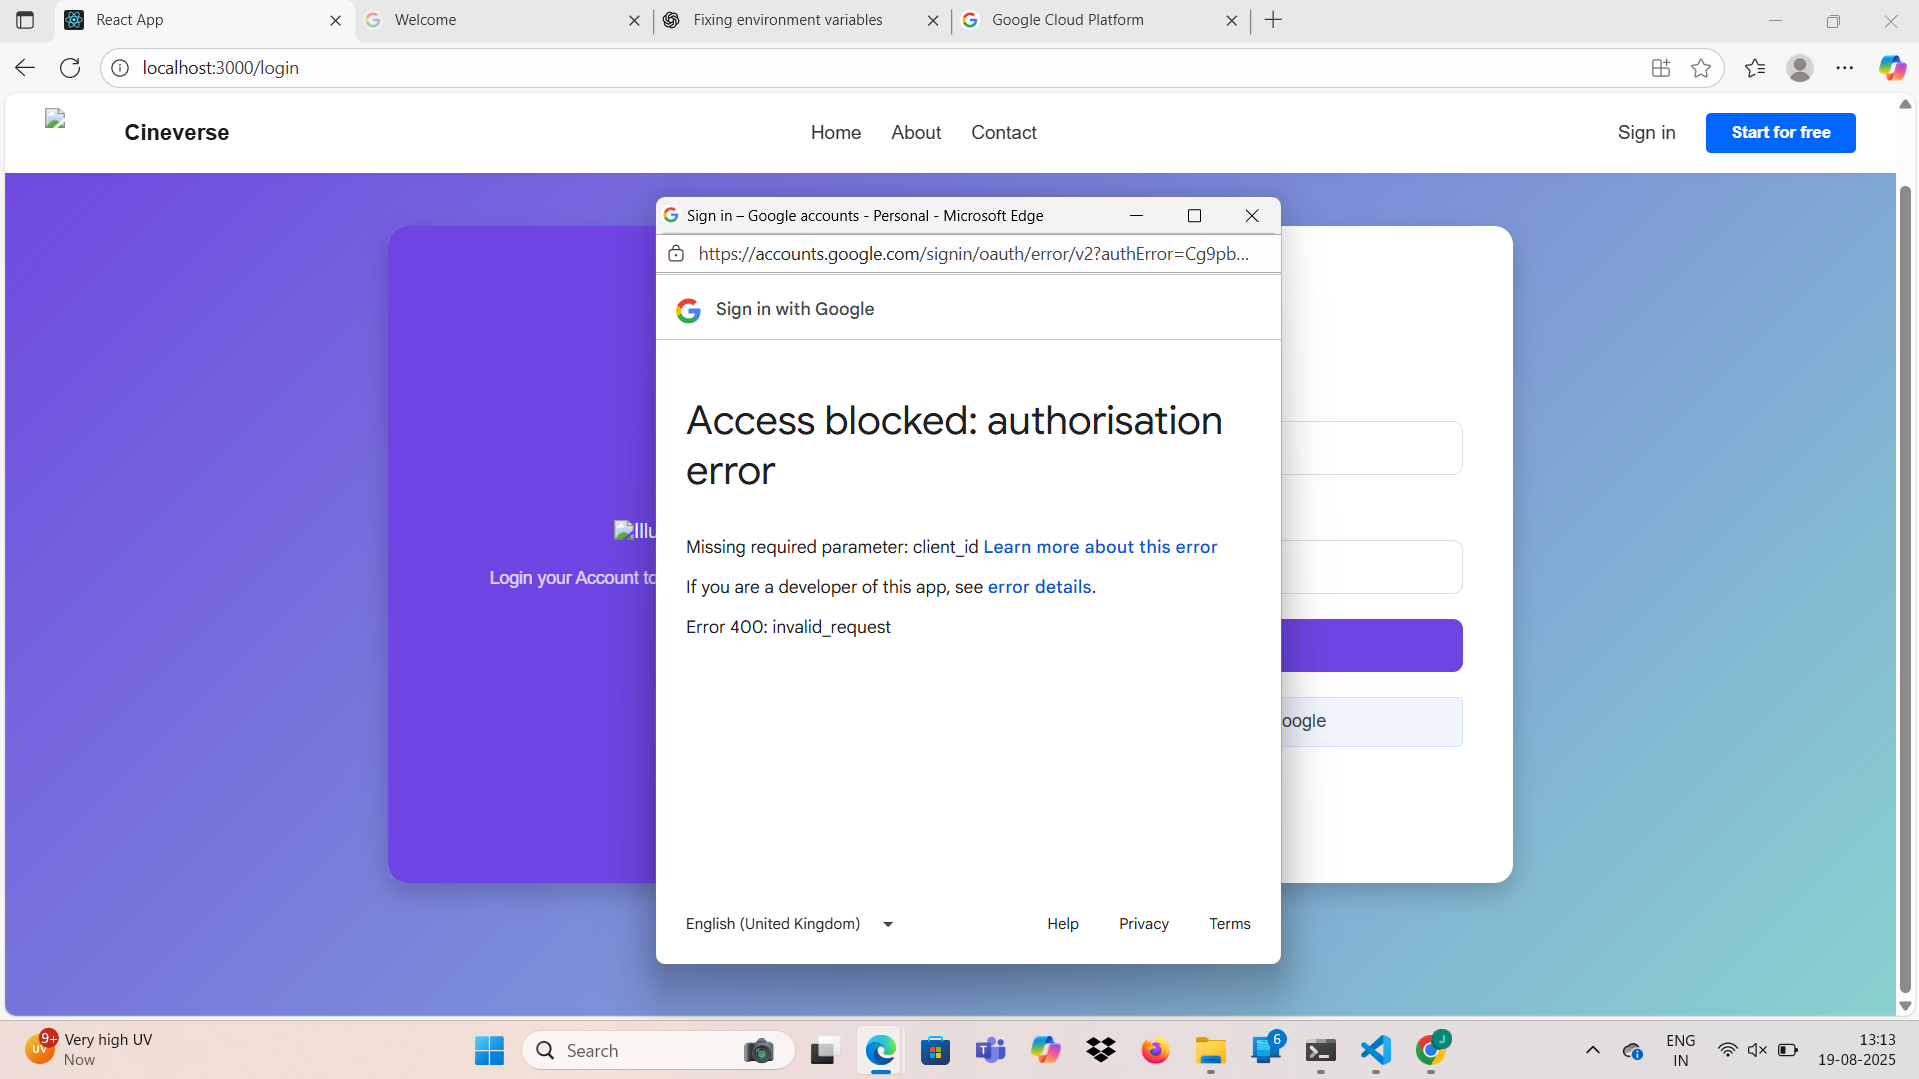 React App
Welcome
Fixing environment variables
Google Cloud Platform
localhost:3000/login
Cineverse
Home
About
Contact
Sign in
Start for free
Sign in – Google accounts - Personal - Microsoft Edge
https://accounts.google.com/signin/oauth/error/v2?authError=Cg9pb...
Sign in with Google
Access blocked: authorisation
error
Missing required parameter: client_id Learn more about this error
If you are a developer of this app, see error details.
Error 400: invalid_request
Illu
Login your Account to
oogle
English (United Kingdom)
Help
Privacy
Terms
9+
UV
Very high UV
Now
Search
6
J
ENG
IN
13:13
19-08-2025